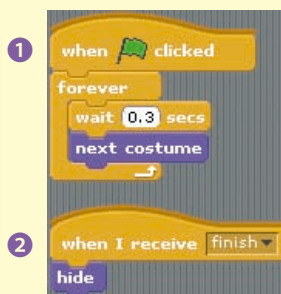 1
when clicked
forever
wait 0.3 secs
next costume
2
when I receive finish
hide